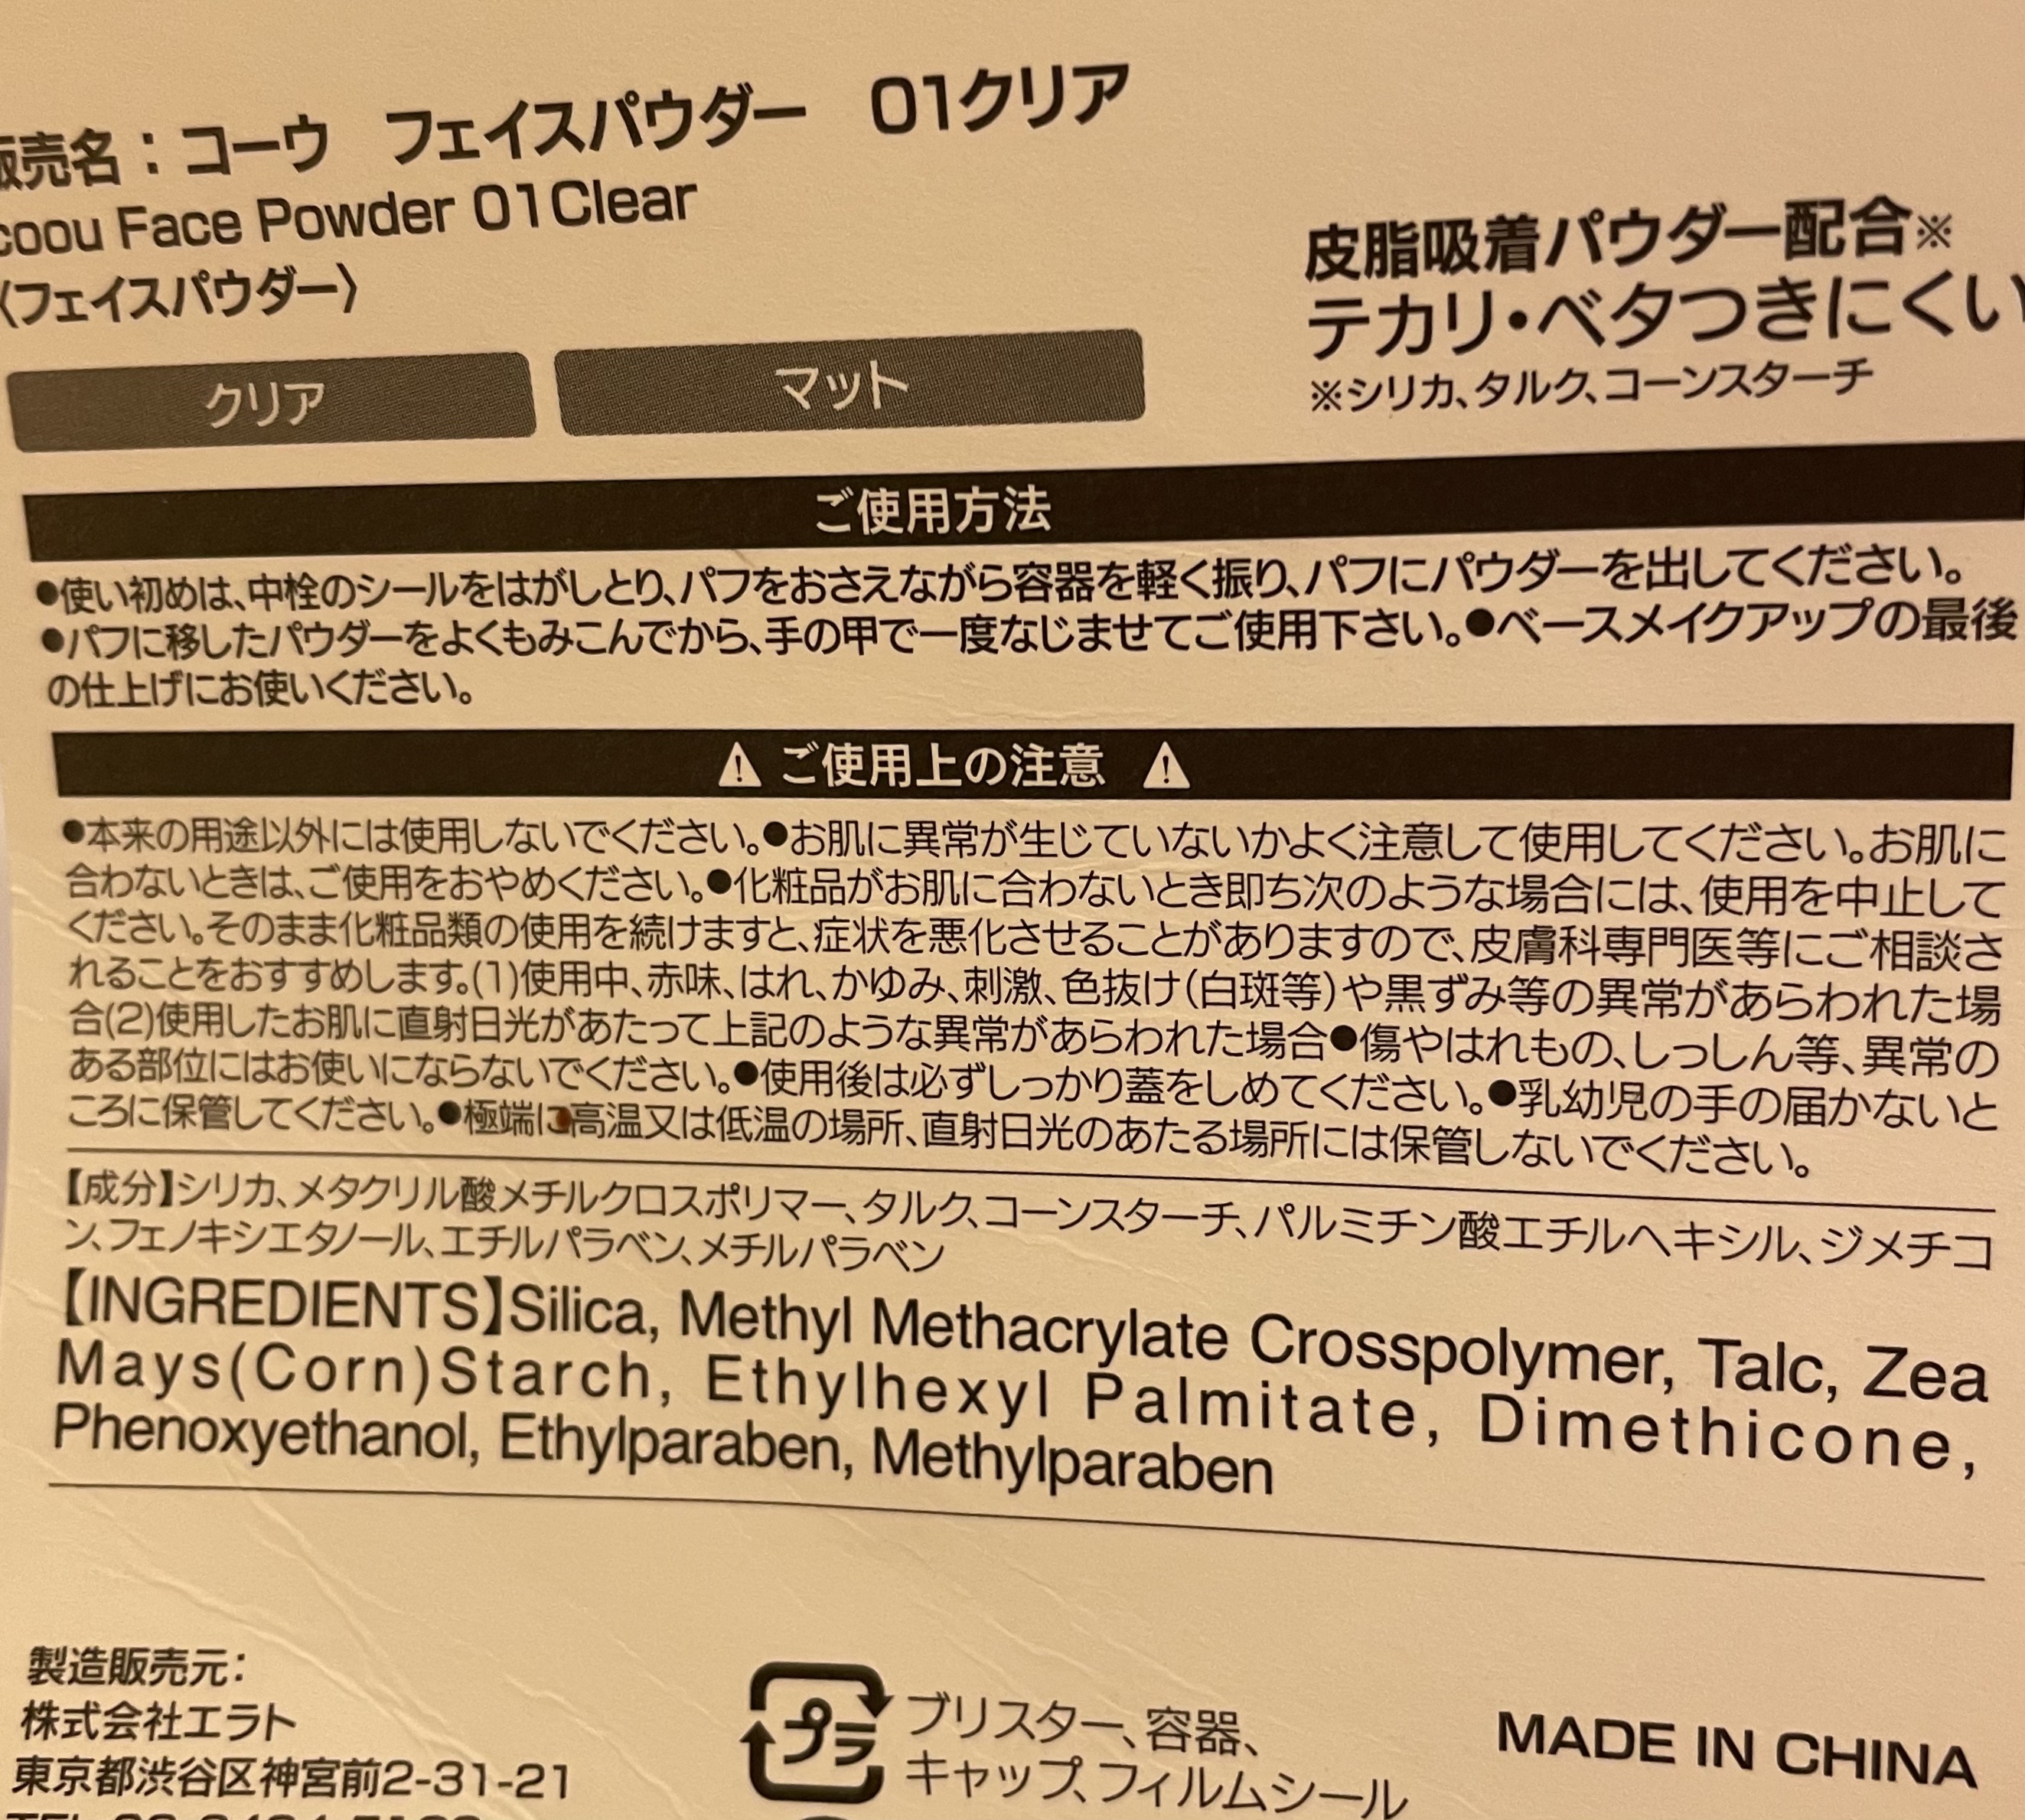 販売名：コーウ　フェイスパウダー　01クリア
coou Face Powder 01Clear
〈フェイスパウダー〉
皮脂吸着パウダー配合※
テカリ・ベタつきにくい
※シリカ、タルク、コーンスターチ
クリア
マット
ご使用方法
●使い初めは、中栓のシールをはがしとり、パフをおさえながら容器を軽く振り、パフにパウダーを出してください。
●パフに移したパウダーをよくもみこんでから、手の甲で一度なじませてご使用下さい。●ベースメイクアップの最後
の仕上げにお使いください。
⚠ ご使用上の注意 ⚠
●本来の用途以外には使用しないでください。●お肌に異常が生じていないかよく注意して使用してください。お肌に
合わないときは、ご使用をおやめください。●化粧品がお肌に合わないとき即ち次のような場合には、使用を中止して
ください。そのまま化粧品類の使用を続けますと、症状を悪化させることがありますので、皮膚科専門医等にご相談さ
れることをおすすめします。(1)使用中、赤味、はれ、かゆみ、刺激、色抜け(白斑等)や黒ずみ等の異常があらわれた場
合(2)使用したお肌に直射日光があたって上記のような異常があらわれた場合●傷やはれもの、しっしん等、異常の
ある部位にはお使いにならないでください。●使用後は必ずしっかり蓋をしめてください。●乳幼児の手の届かないと
ころに保管してください。●極端に高温又は低温の場所、直射日光のあたる場所には保管しないでください。
【成分】シリカ、メタクリル酸メチルクロスポリマー、タルク、コーンスターチ、パルミチン酸エチルヘキシル、ジメチコ
ン、フェノキシエタノール、エチルパラベン、メチルパラベン
【INGREDIENTS】Silica, Methyl Methacrylate Crosspolymer, Talc, Zea
Mays(Corn)Starch, Ethylhexyl Palmitate, Dimethicone,
Phenoxyethanol, Ethylparaben, Methylparaben
製造販売元：
株式会社エラト
東京都渋谷区神宮前2-31-21
プラ
ブリスター、容器、
キャップ、フィルムシール
MADE IN CHINA